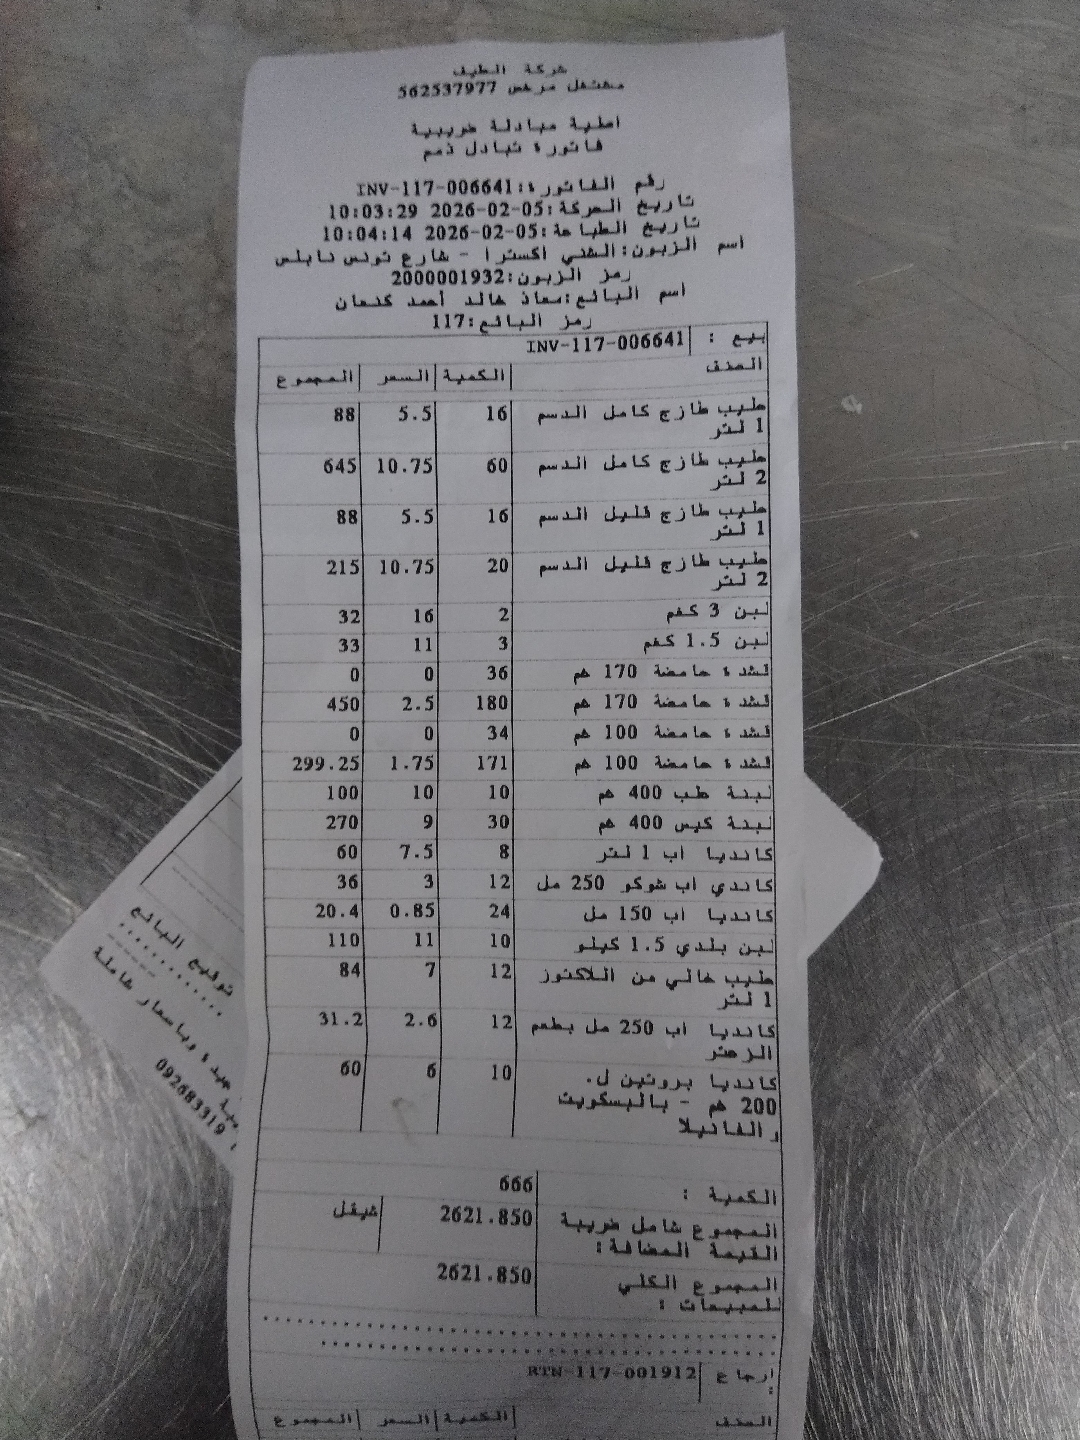 شركة الطيف
مشتغل مرخص 562537977
اصلية مبادلة ضريبية
فاتورة تبادل ذمم
رقم الفاتورة:INV-117-006641
تاريخ الحركة:2026-02-05 10:03:29
تاريخ الطباعة:2026-02-05 10:04:14
اسم الزبون:الشني اكسترا - شارع تونس نابلس
رمز الزبون:2000001932
اسم البائع:معاذ خالد أحمد كنعان
رمز البائع:117
بيع : INV-117-006641
الصنف الكمية السعر المجموع
حليب طازج كامل الدسم 16 5.5 88
1 لتر
حليب طازج كامل الدسم 60 10.75 645
2 لتر
حليب طازج قليل الدسم 16 5.5 88
1 لتر
حليب طازج قليل الدسم 20 10.75 215
2 لتر
لبن 3 كغم 2 16 32
لبن 1.5 كغم 3 11 33
قشدة حامضة 170 غم 36 0 0
قشدة حامضة 170 غم 180 2.5 450
قشدة حامضة 100 غم 34 0 0
قشدة حامضة 100 غم 171 1.75 299.25
لبنة طب 400 غم 10 10 100
لبنة كيس 400 غم 30 9 270
كانديا اب 1 لتر 8 7.5 60
كاندي اب شوكو 250 مل 12 3 36
كانديا اب 150 مل 24 0.85 20.4
لبن بلدي 1.5 كيلو 10 11 110
حليب خالي من اللاكتوز 12 7 84
1 لتر
كانديا اب 250 مل بطعم 12 2.6 31.2
الزعتر
كانديا بروتين ل. 10 6 60
200 غم - بالبسكويت
والفانيلا
الكمية : 666
المجموع شامل ضريبة 2621.850 شيقل
القيمة المضافة:
المجموع الكلي 2621.850
للمبيعات :
ارجاع RTN-117-001912
:
الصنف الكمية السعر المجموع
توقيع البائع
جيدة وباسعار شاملة
092683319